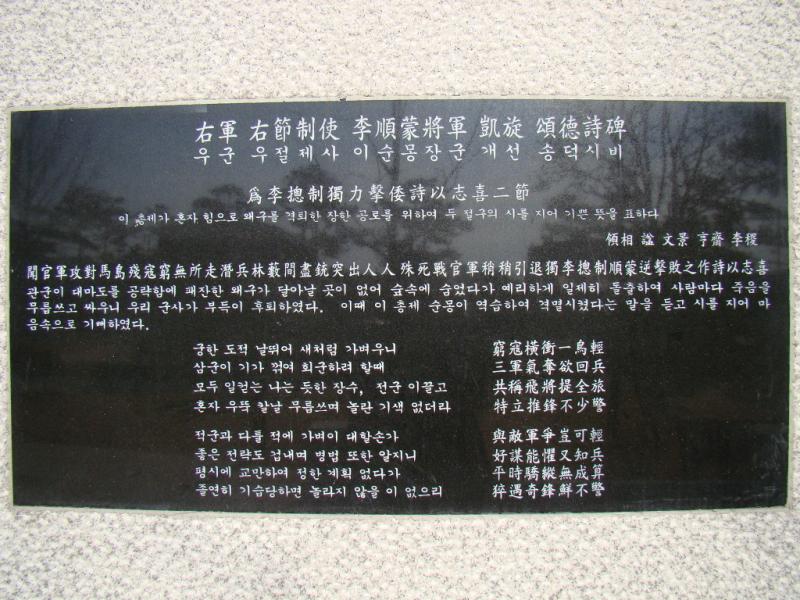 右軍 右節制使 李順蒙將軍 凱旋 頌德詩碑
우군 우절제사 이순몽장군 개선 송덕시비
爲李摠制獨力擊倭詩以志喜二節
이 총제가 혼자 힘으로 왜구를 격퇴한 장한 공로를 위하여 두 절구의 시를 지어 기쁜 뜻을 표하다
領相 諡 文景 亨齋 李稷
聞官軍攻對馬島殘寇窮無所走潛兵林藪間盡銃突出人人殊死戰官軍稍稍引退獨李摠制順蒙逆擊敗之作詩以志喜
관군이 대마도를 공략함에 패잔한 왜구가 달아날 곳이 없어 숲속에 숨었다가 예리하게 일제히 돌출하여 사람마다 죽음을
무릅쓰고 싸우니 우리 군사가 부득이 후퇴하였다. 이때 이 총제 순몽이 역습하여 격멸시켰다는 말을 듣고 시를 지어 마
음속으로 기뻐하였다.
궁한 도적 날뛰어 새처럼 가벼우니 窮寇橫衝一鳥輕
삼군이 기가 꺾여 회군하려 할때 三軍氣奪欲回兵
모두 일컫는 나는 듯한 장수, 전군 이끌고 共稱飛將提全旅
혼자 우뚝 칼날 무릅쓰며 놀란 기색 없더라 特立推鋒不少警
적군과 다툴 적에 가벼이 대할손가 與敵軍爭豈可輕
좋은 전략도 겁내며 병법 또한 알지니 好謀能懼又知兵
평시에 교만하여 정한 계획 없다가 平時驕縱無成算
졸연히 기습당하면 놀라지 않을 이 없으리 猝遇奇鋒鮮不警